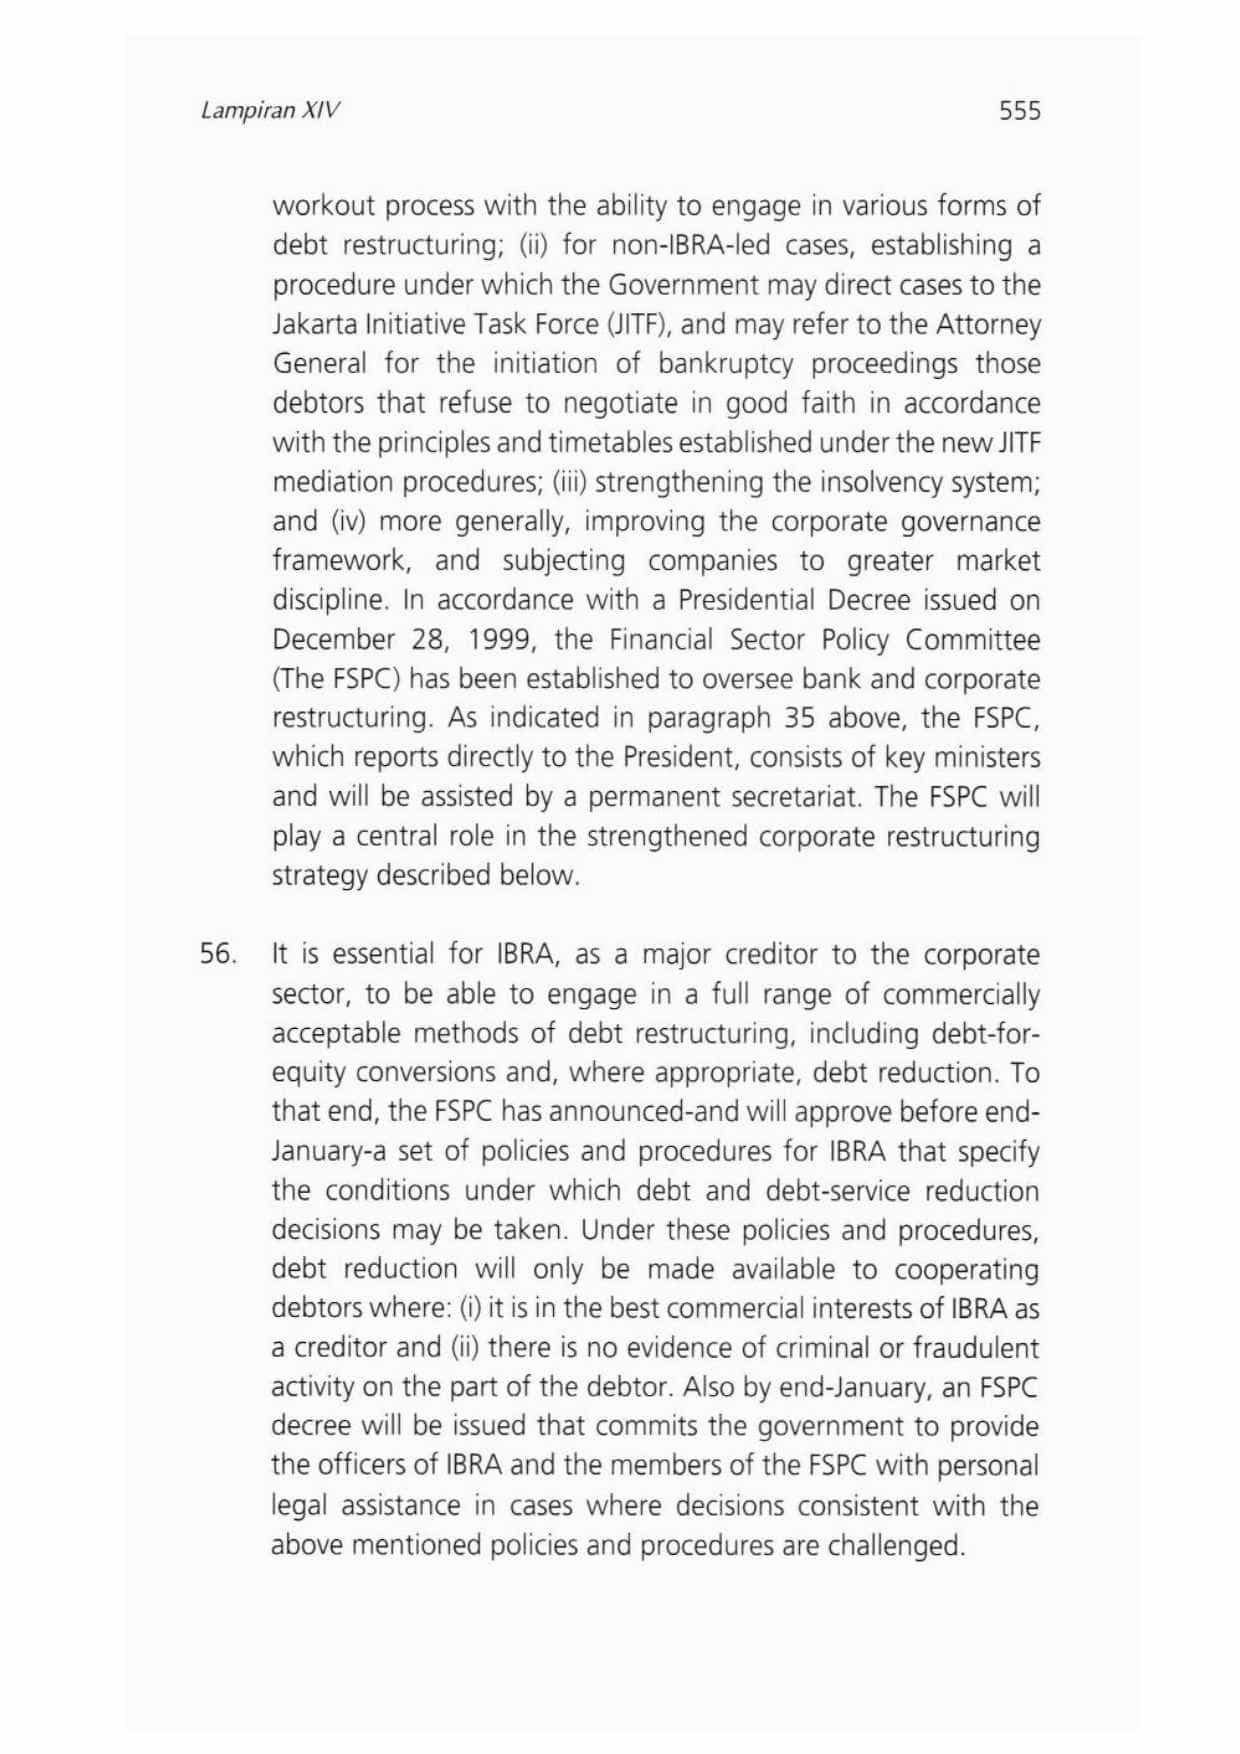 Lampiran XIV 555
workout process with the ability to engage in various forms of
debt restructuring; (ii) for non-IBRA-led cases, establishing a
procedure under which the Government may direct cases to the
Jakarta Initiative Task Force (JITF), and may refer to the Attorney
General for the initiation of bankruptcy proceedings those
debtors that refuse to negotiate in good faith in accordance
with the principles and timetables established under the new JITF
mediation procedures; (iii) strengthening the insolvency system;
and (iv) more generally, improving the corporate governance
framework, and subjecting companies to greater market
discipline. In accordance with a Presidential Decree issued on
December 28, 1999, the Financial Sector Policy Committee
(The FSPC) has been established to oversee bank and corporate
restructuring. As indicated in paragraph 35 above, the FSPC,
which reports directly to the President, consists of key ministers
and will be assisted by a permanent secretariat. The FSPC will
play a central role in the strengthened corporate restructuring
strategy described below.
56. It is essential for IBRA, as a major creditor to the corporate
sector, to be able to engage in a full range of commercially
acceptable methods of debt restructuring, including debt-for-
equity conversions and, where appropriate, debt reduction. To
that end, the FSPC has announced-and will approve before end-
January-a set of policies and procedures for IBRA that specify
the conditions under which debt and debt-service reduction
decisions may be taken. Under these policies and procedures,
debt reduction will only be made available to cooperating
debtors where: (i) it is in the best commercial interests of IBRA as
a creditor and (ii) there is no evidence of criminal or fraudulent
activity on the part of the debtor. Also by end-January, an FSPC
decree will be issued that commits the government to provide
the officers of IBRA and the members of the FSPC with personal
legal assistance in cases where decisions consistent with the
above mentioned policies and procedures are challenged.